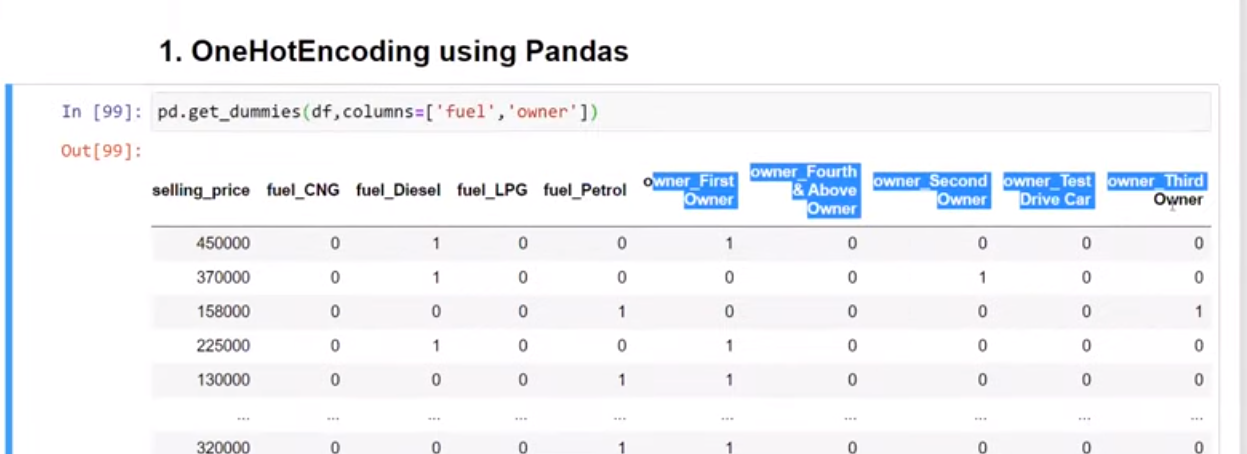 1. OneHotEncoding using Pandas
In [99]: pd.get_dummies(df,columns=['fuel','owner'])
Out[99]:
selling_price fuel_CNG fuel_Diesel fuel_LPG fuel_Petrol owner_First Owner owner_Fourth & Above Owner owner_Second Owner owner_Test Drive Car owner_Third Owner
450000 0 1 0 0 1 0 0 0 0
370000 0 1 0 0 0 0 1 0 0
158000 0 0 0 1 0 0 0 0 1
225000 0 1 0 0 1 0 0 0 0
130000 0 0 0 1 1 0 0 0 0
... ... ... ... ... ... ... ... ... ...
320000 0 0 0 1 1 0 0 0 0